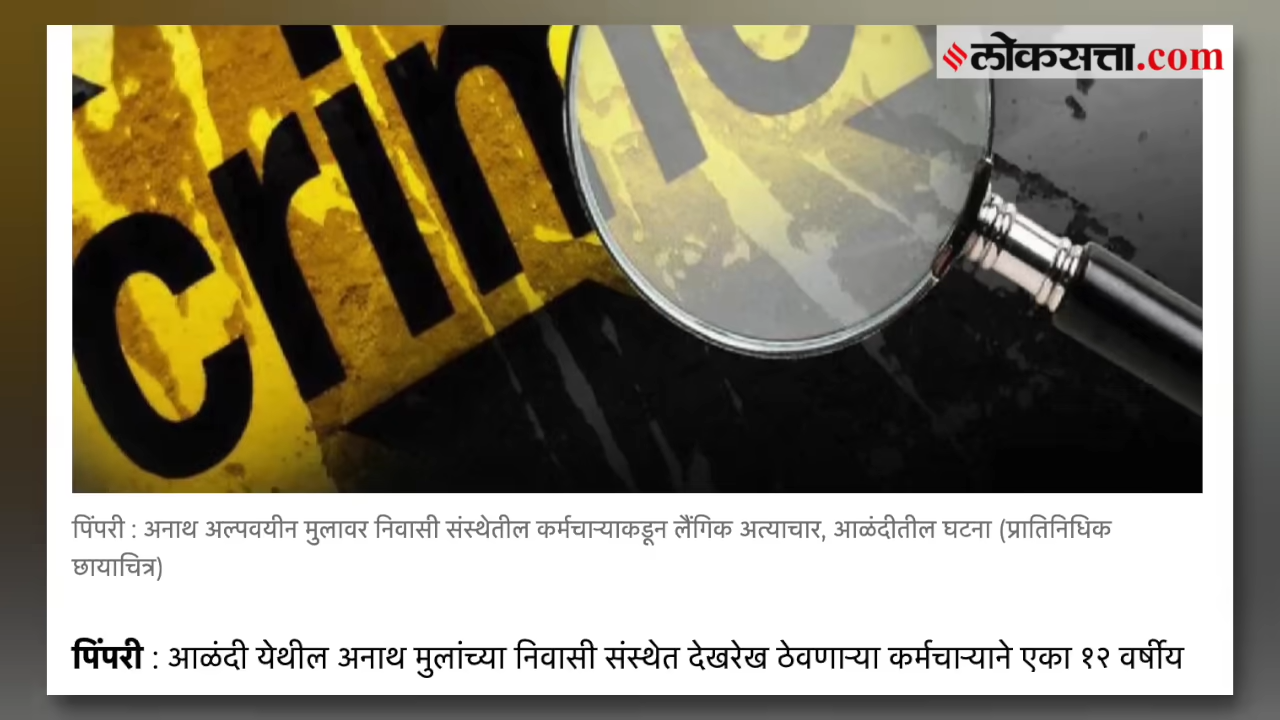 लोकसत्ता.com
crime
पिंपरी : अनाथ अल्पवयीन मुलावर निवासी संस्थेतील कर्मचाऱ्याकडून लैंगिक अत्याचार, आळंदीतील घटना (प्रातिनिधिक
छायाचित्र)
पिंपरी : आळंदी येथील अनाथ मुलांच्या निवासी संस्थेत देखरेख ठेवणाऱ्या कर्मचाऱ्याने एका १२ वर्षीय